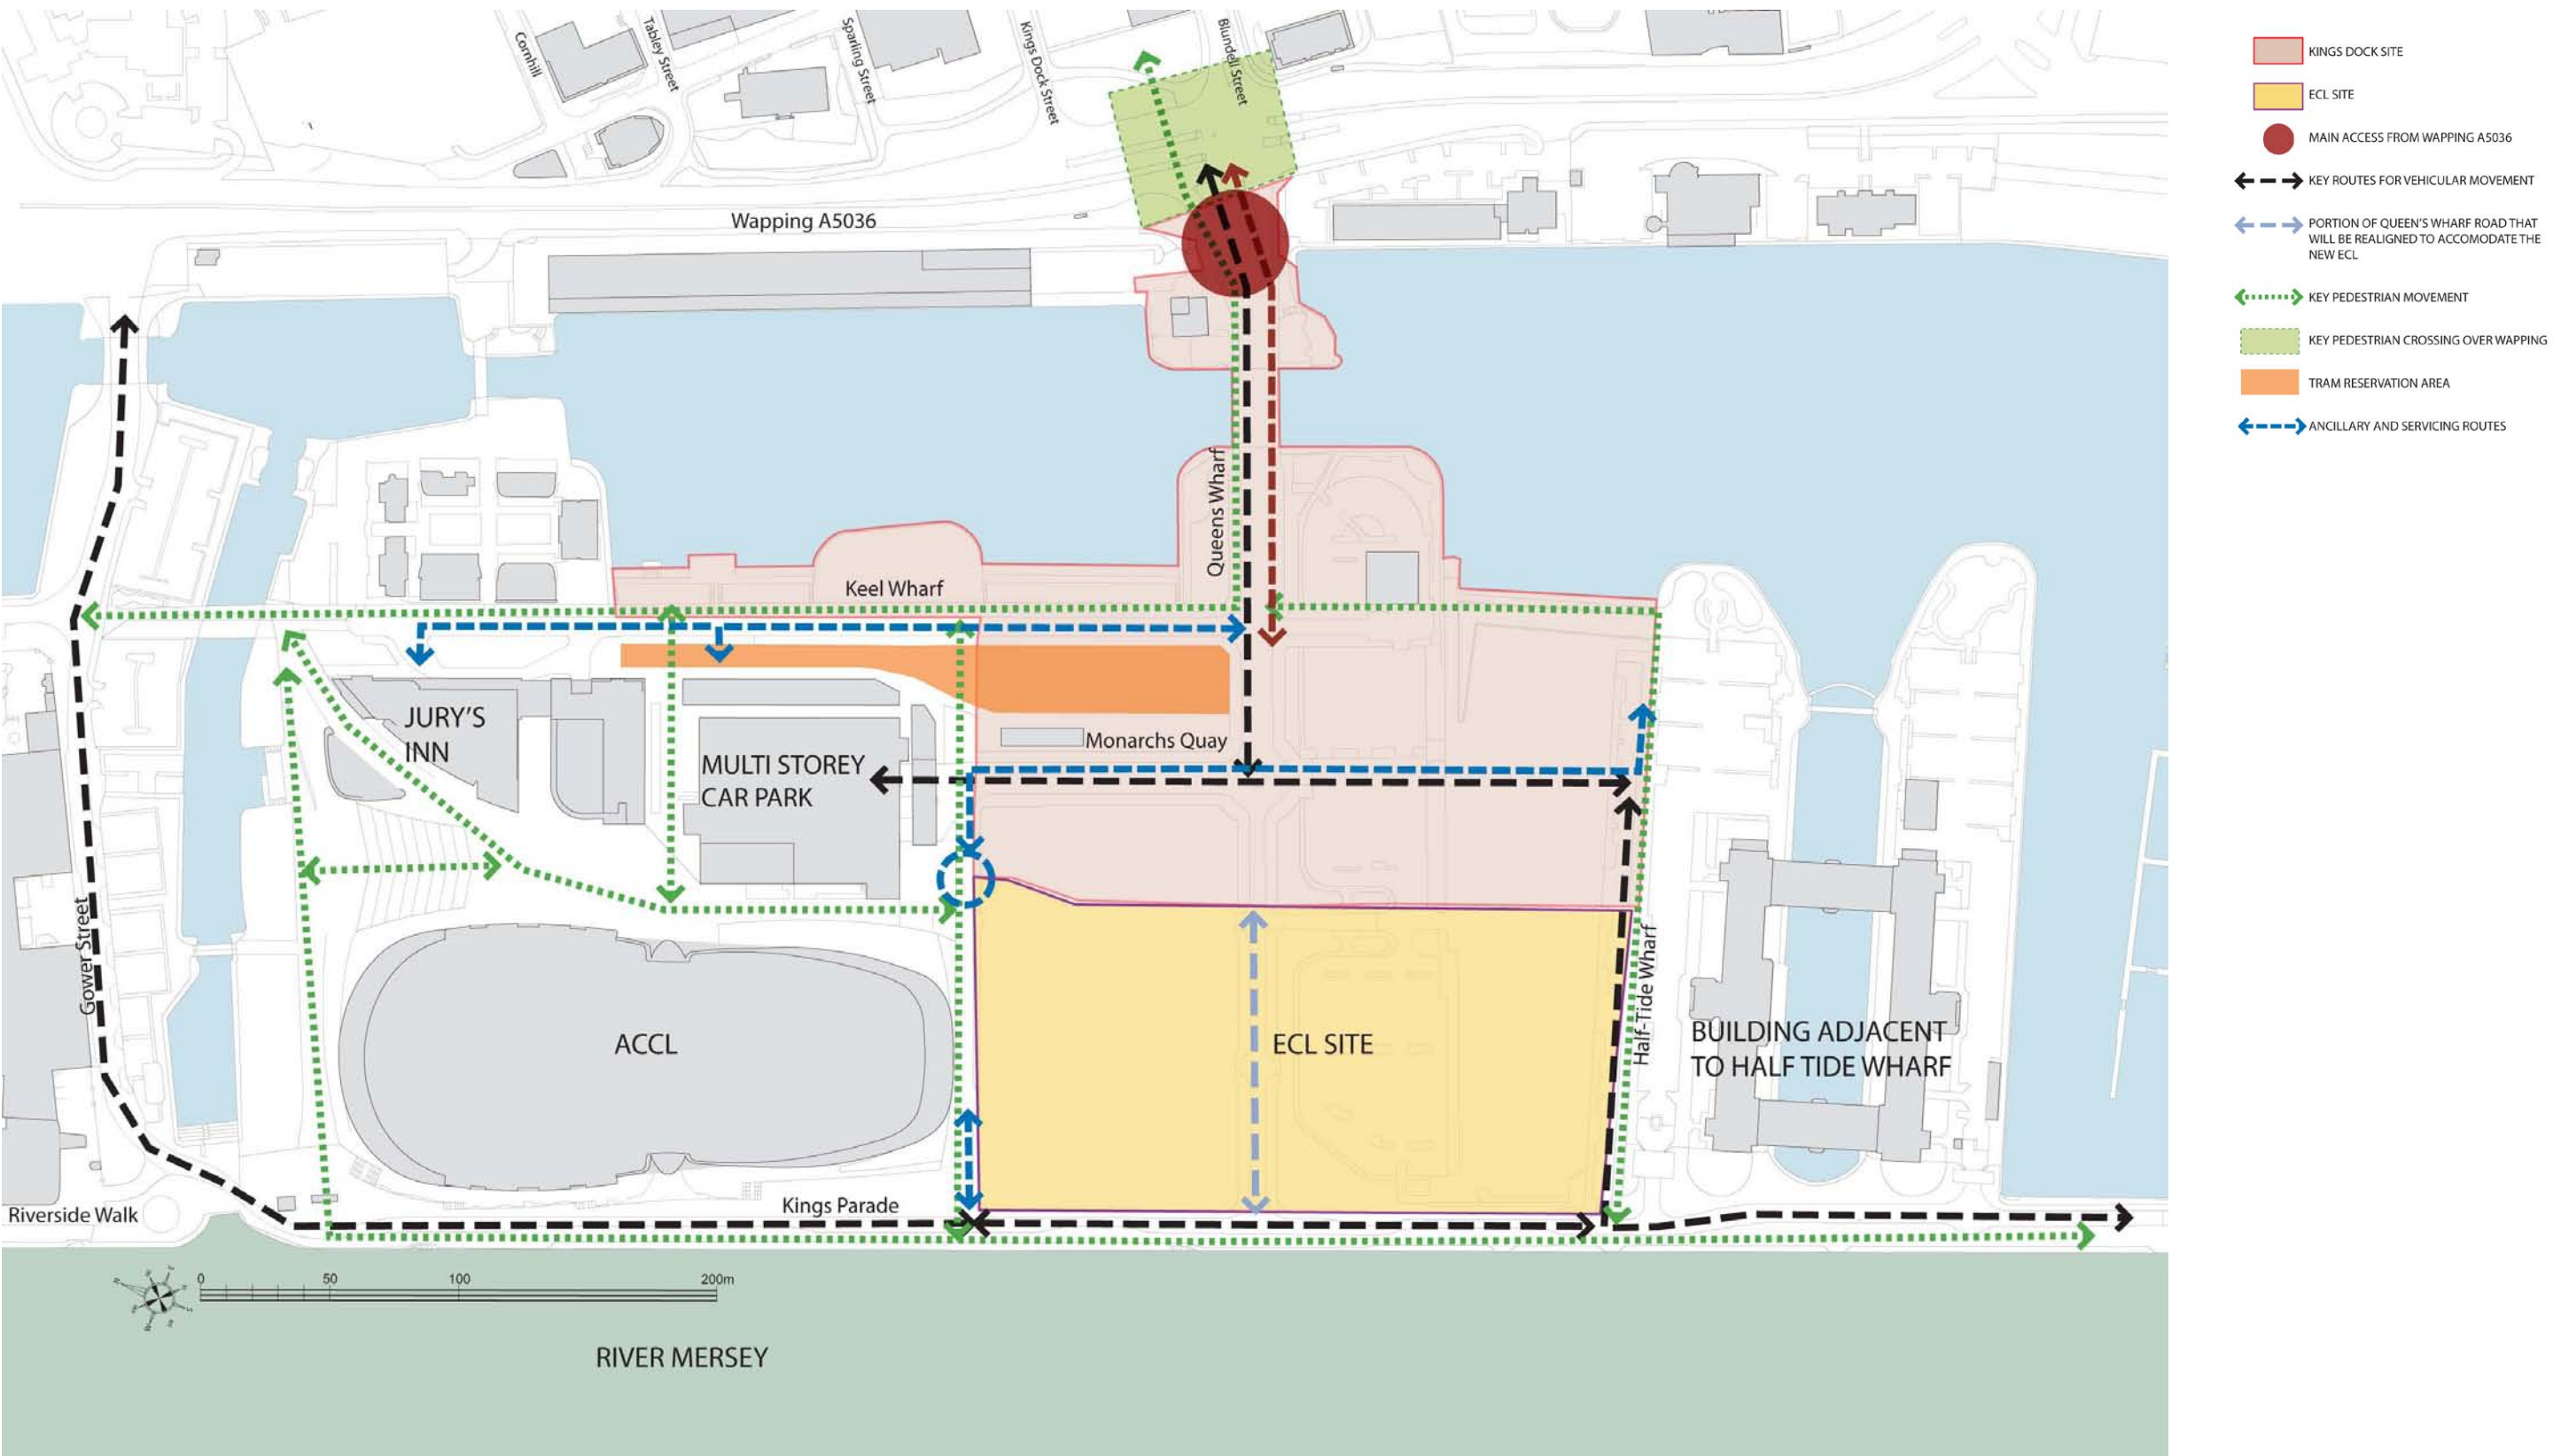 Cornhill
Tabley Street
Sparling Street
Kings Dock Street
Blundell Street
Wapping A5036
Queens Wharf
Keel Wharf
JURY'S
INN
MULTI STOREY
CAR PARK
Monarchs Quay
Gower Street
ACCL
ECL SITE
Half-Tide Wharf
BUILDING ADJACENT
TO HALF TIDE WHARF
Kings Parade
Riverside Walk
0 50 100 200m
RIVER MERSEY
KINGS DOCK SITE
ECL SITE
MAIN ACCESS FROM WAPPING A5036
KEY ROUTES FOR VEHICULAR MOVEMENT
PORTION OF QUEEN'S WHARF ROAD THAT
WILL BE REALIGNED TO ACCOMODATE THE
NEW ECL
KEY PEDESTRIAN MOVEMENT
KEY PEDESTRIAN CROSSING OVER WAPPING
TRAM RESERVATION AREA
ANCILLARY AND SERVICING ROUTES